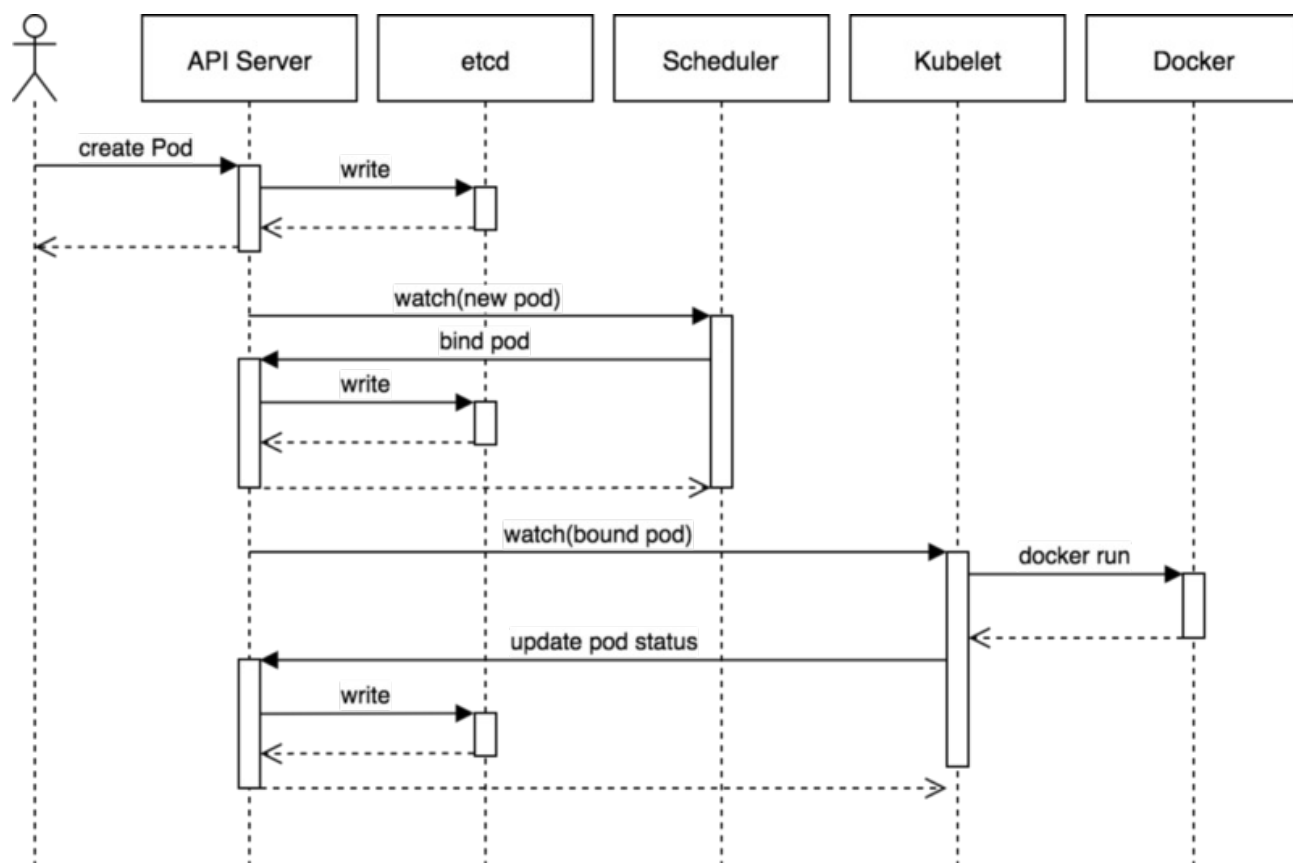 API Server
etcd
Scheduler
Kubelet
Docker
create Pod
write
watch(new pod)
bind pod
write
watch(bound pod)
docker run
update pod status
write